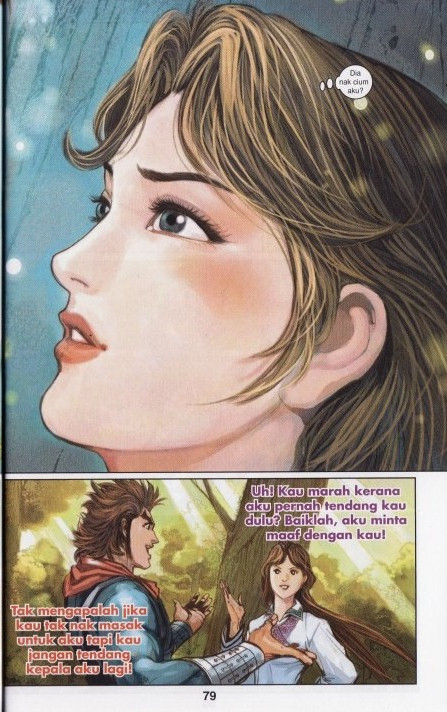 Dia
nak cium
aku?
Uh! Kau marah kerana
aku pernah tendang kau
dulu? Baiklah, aku minta
maaf dengan kau!
Tak mengapalah jika
kau tak nak masak
untuk aku tapi kau
jangan tendang
kepala aku lagi!
79